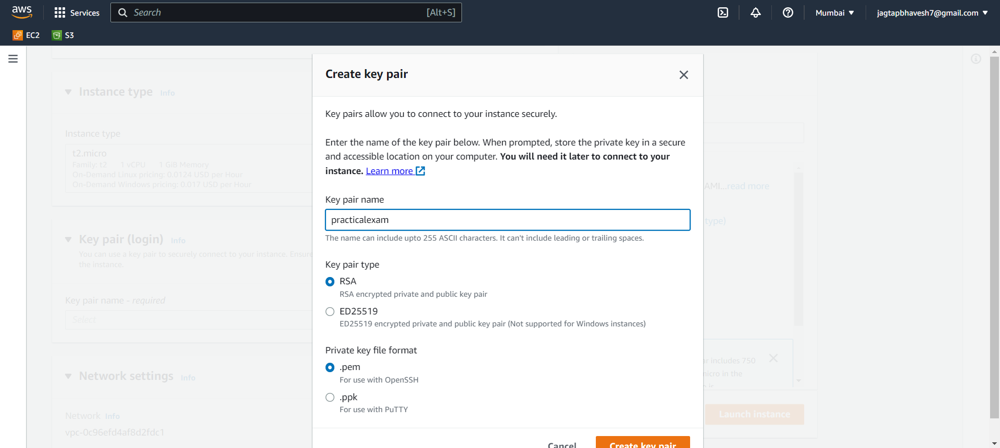 aws
Services
Search
[Alt+S]
Mumbai
jagtapbhavesh7@gmail.com
EC2
S3
Instance type Info
Instance type
t2.micro
Family: t2 1 vCPU 1 GiB Memory
On-Demand Linux pricing: 0.0124 USD per Hour
On-Demand Windows pricing: 0.017 USD per Hour
Key pair (login) Info
You can use a key pair to securely connect to your instance. Ensure
the instance.
Key pair name - required
Select
Network settings Info
Network Info
vpc-0c96efd4af8d2fdc1
Create key pair
Key pairs allow you to connect to your instance securely.
Enter the name of the key pair below. When prompted, store the private key in a secure
and accessible location on your computer. You will need it later to connect to your
instance. Learn more
Key pair name
practicalexam
The name can include upto 255 ASCII characters. It can't include leading or trailing spaces.
Key pair type
RSA
RSA encrypted private and public key pair
ED25519
ED25519 encrypted private and public key pair (Not supported for Windows instances)
Private key file format
.pem
For use with OpenSSH
.ppk
For use with PuTTY
Cancel
Create key pair
AMI...read more
type)
includes 750
in the
Launch instance